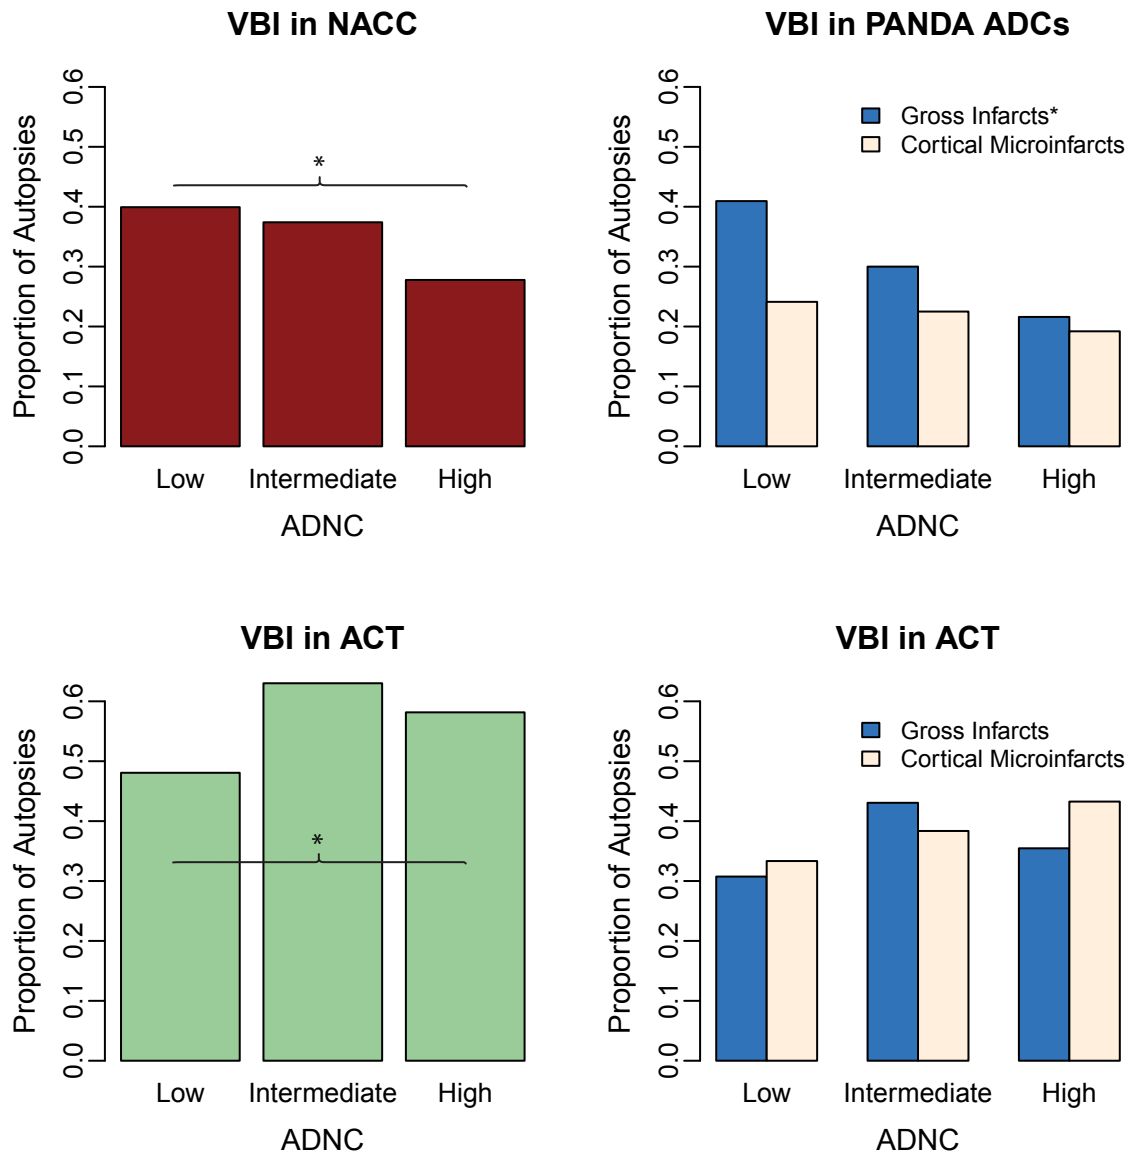 VBI in NACC
Proportion of Autopsies
0.0 0.1 0.2 0.3 0.4 0.5 0.6
*
Low Intermediate High
ADNC
VBI in PANDA ADCs
Proportion of Autopsies
0.0 0.1 0.2 0.3 0.4 0.5 0.6
Gross Infarcts*
Cortical Microinfarcts
Low Intermediate High
ADNC
VBI in ACT
Proportion of Autopsies
0.0 0.1 0.2 0.3 0.4 0.5 0.6
*
Low Intermediate High
ADNC
VBI in ACT
Proportion of Autopsies
0.0 0.1 0.2 0.3 0.4 0.5 0.6
Gross Infarcts
Cortical Microinfarcts
Low Intermediate High
ADNC